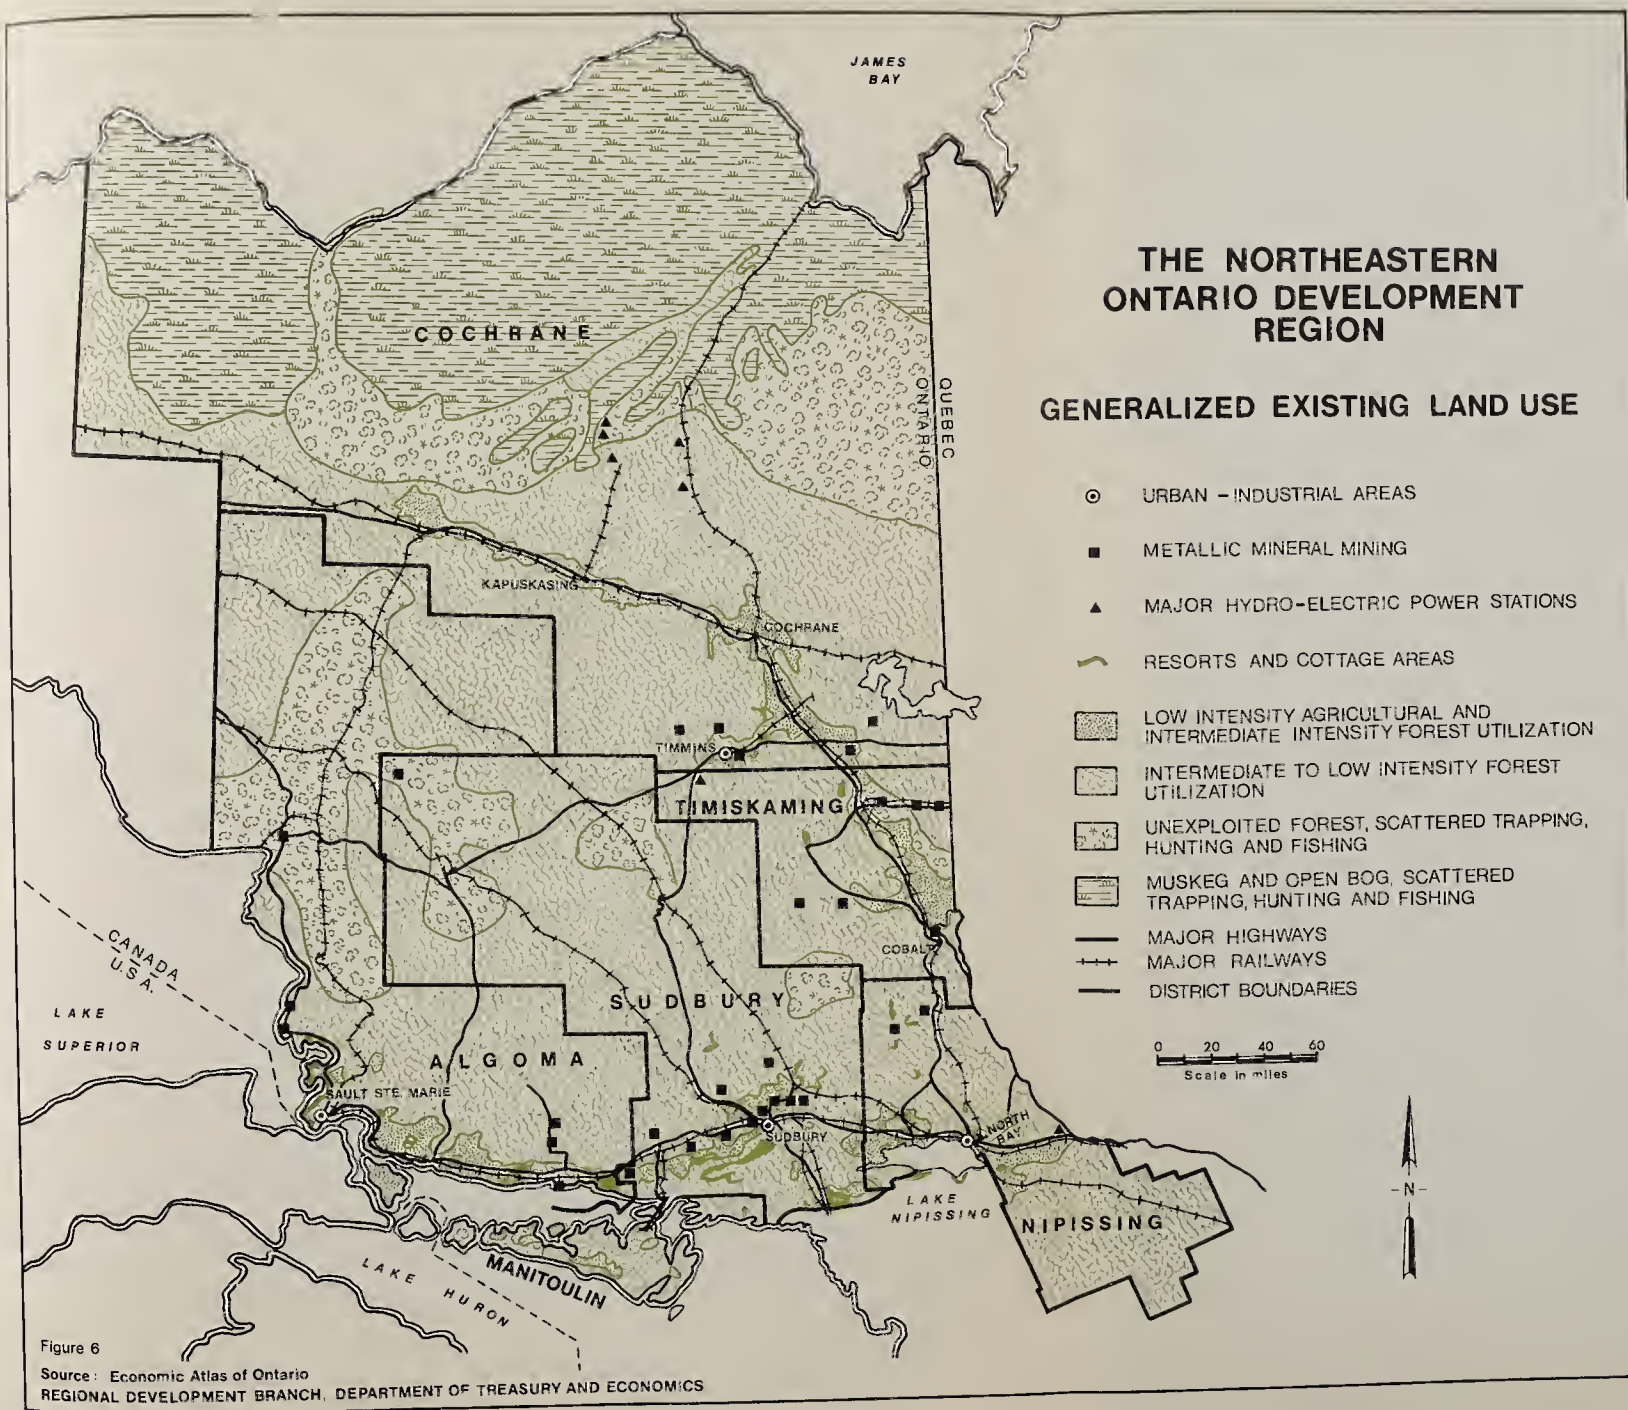 JAMES
BAY
THE NORTHEASTERN
ONTARIO DEVELOPMENT
REGION
GENERALIZED EXISTING LAND USE
URBAN - INDUSTRIAL AREAS
METALLIC MINERAL MINING
MAJOR HYDRO-ELECTRIC POWER STATIONS
RESORTS AND COTTAGE AREAS
LOW INTENSITY AGRICULTURAL AND
INTERMEDIATE INTENSITY FOREST UTILIZATION
INTERMEDIATE TO LOW INTENSITY FOREST
UTILIZATION
UNEXPLOITED FOREST, SCATTERED TRAPPING,
HUNTING AND FISHING
MUSKEG AND OPEN BOG, SCATTERED
TRAPPING, HUNTING AND FISHING
MAJOR HIGHWAYS
MAJOR RAILWAYS
DISTRICT BOUNDARIES
0 20 40 60
Scale in miles
-N-
COCHRANE
QUEBEC
ONTARIO
KAPUSKASING
COCHRANE
TIMMINS
TIMISKAMING
COBALT
CANADA
U.S.A.
SUDBURY
LAKE
SUPERIOR
ALGOMA
SAULT STE. MARIE
SUDBURY
NORTH
BAY
LAKE
NIPISSING
NIPISSING
MANITOULIN
LAKE HURON
Figure 6
Source: Economic Atlas of Ontario
REGIONAL DEVELOPMENT BRANCH, DEPARTMENT OF TREASURY AND ECONOMICS